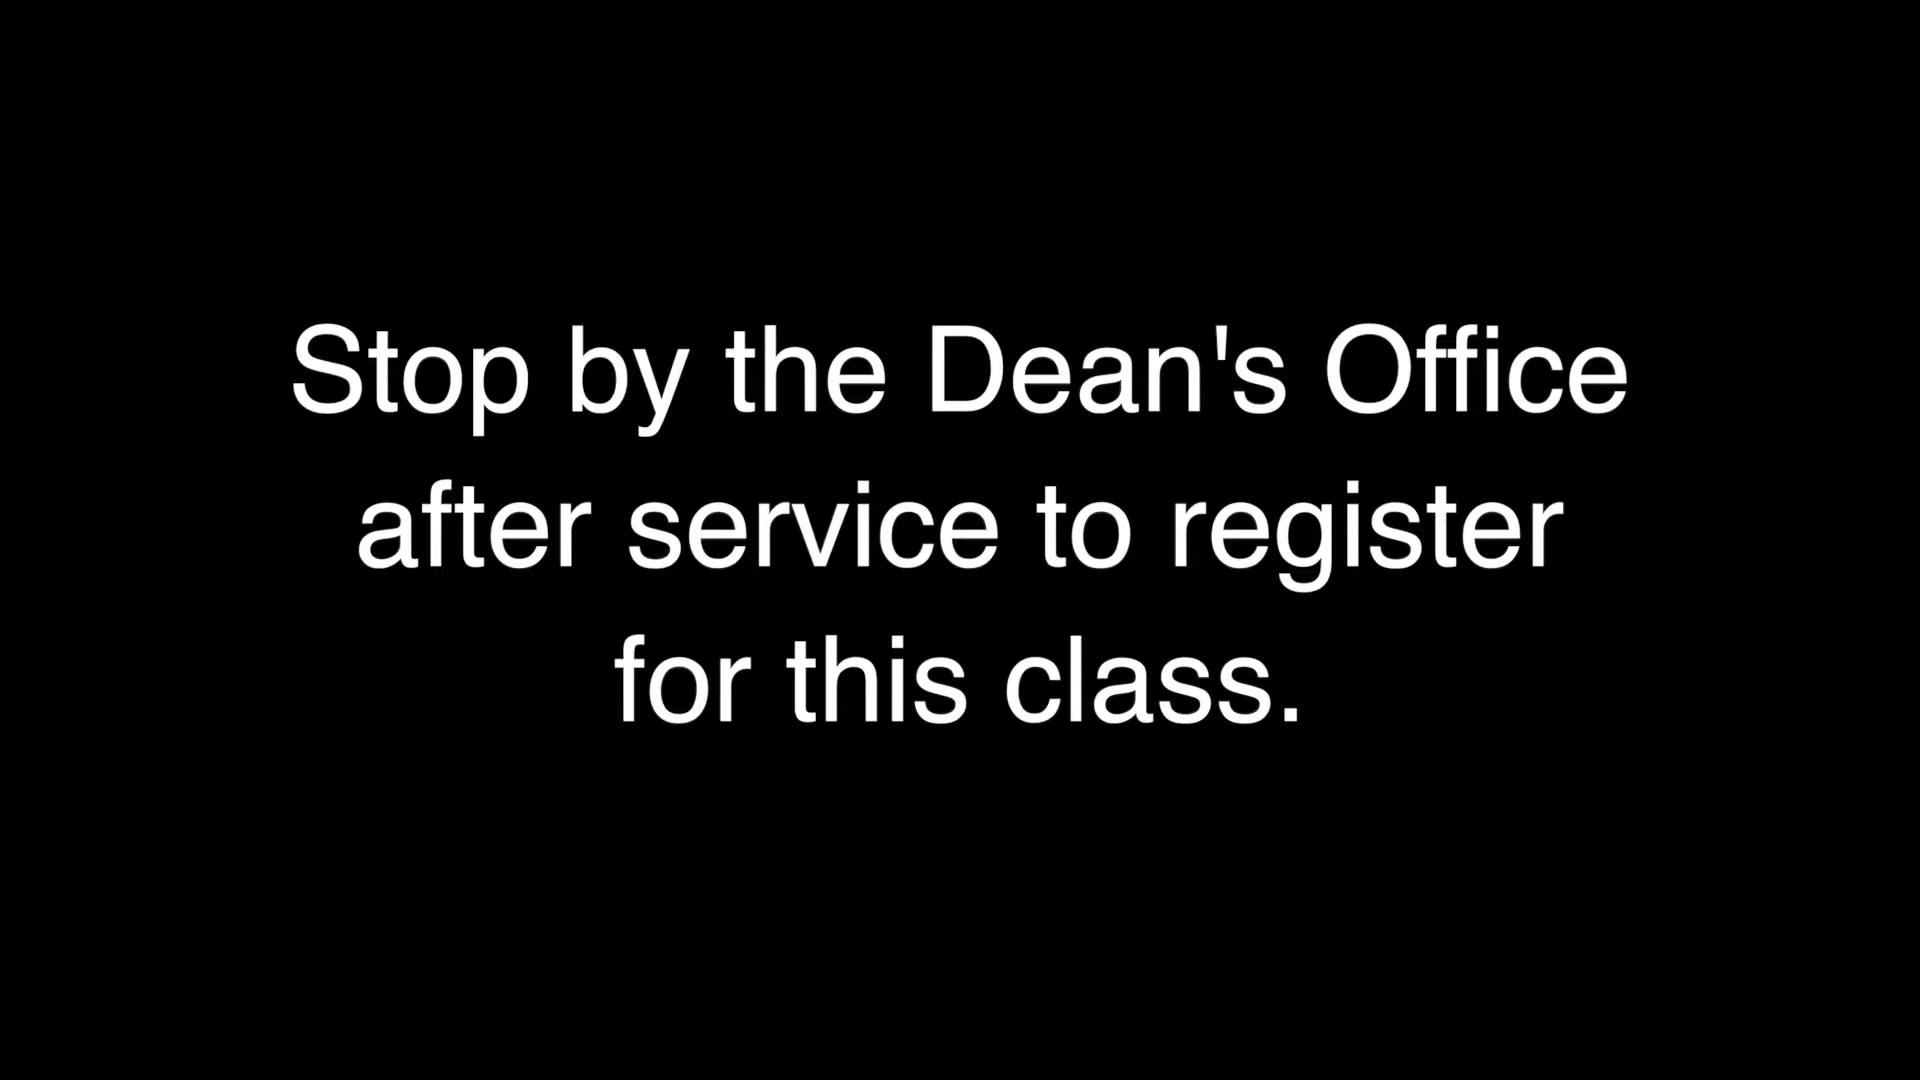 Stop by the Dean's Office
after service to register
for this class.